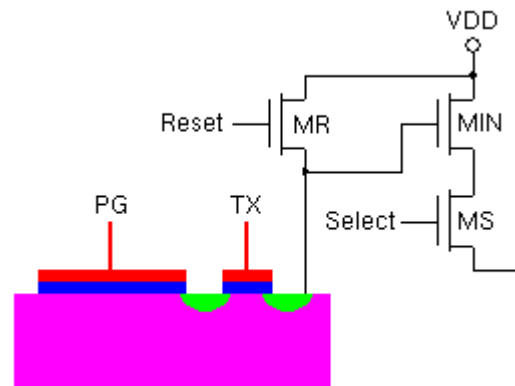 VDD
Reset
MR
MIN
PG
TX
Select
MS